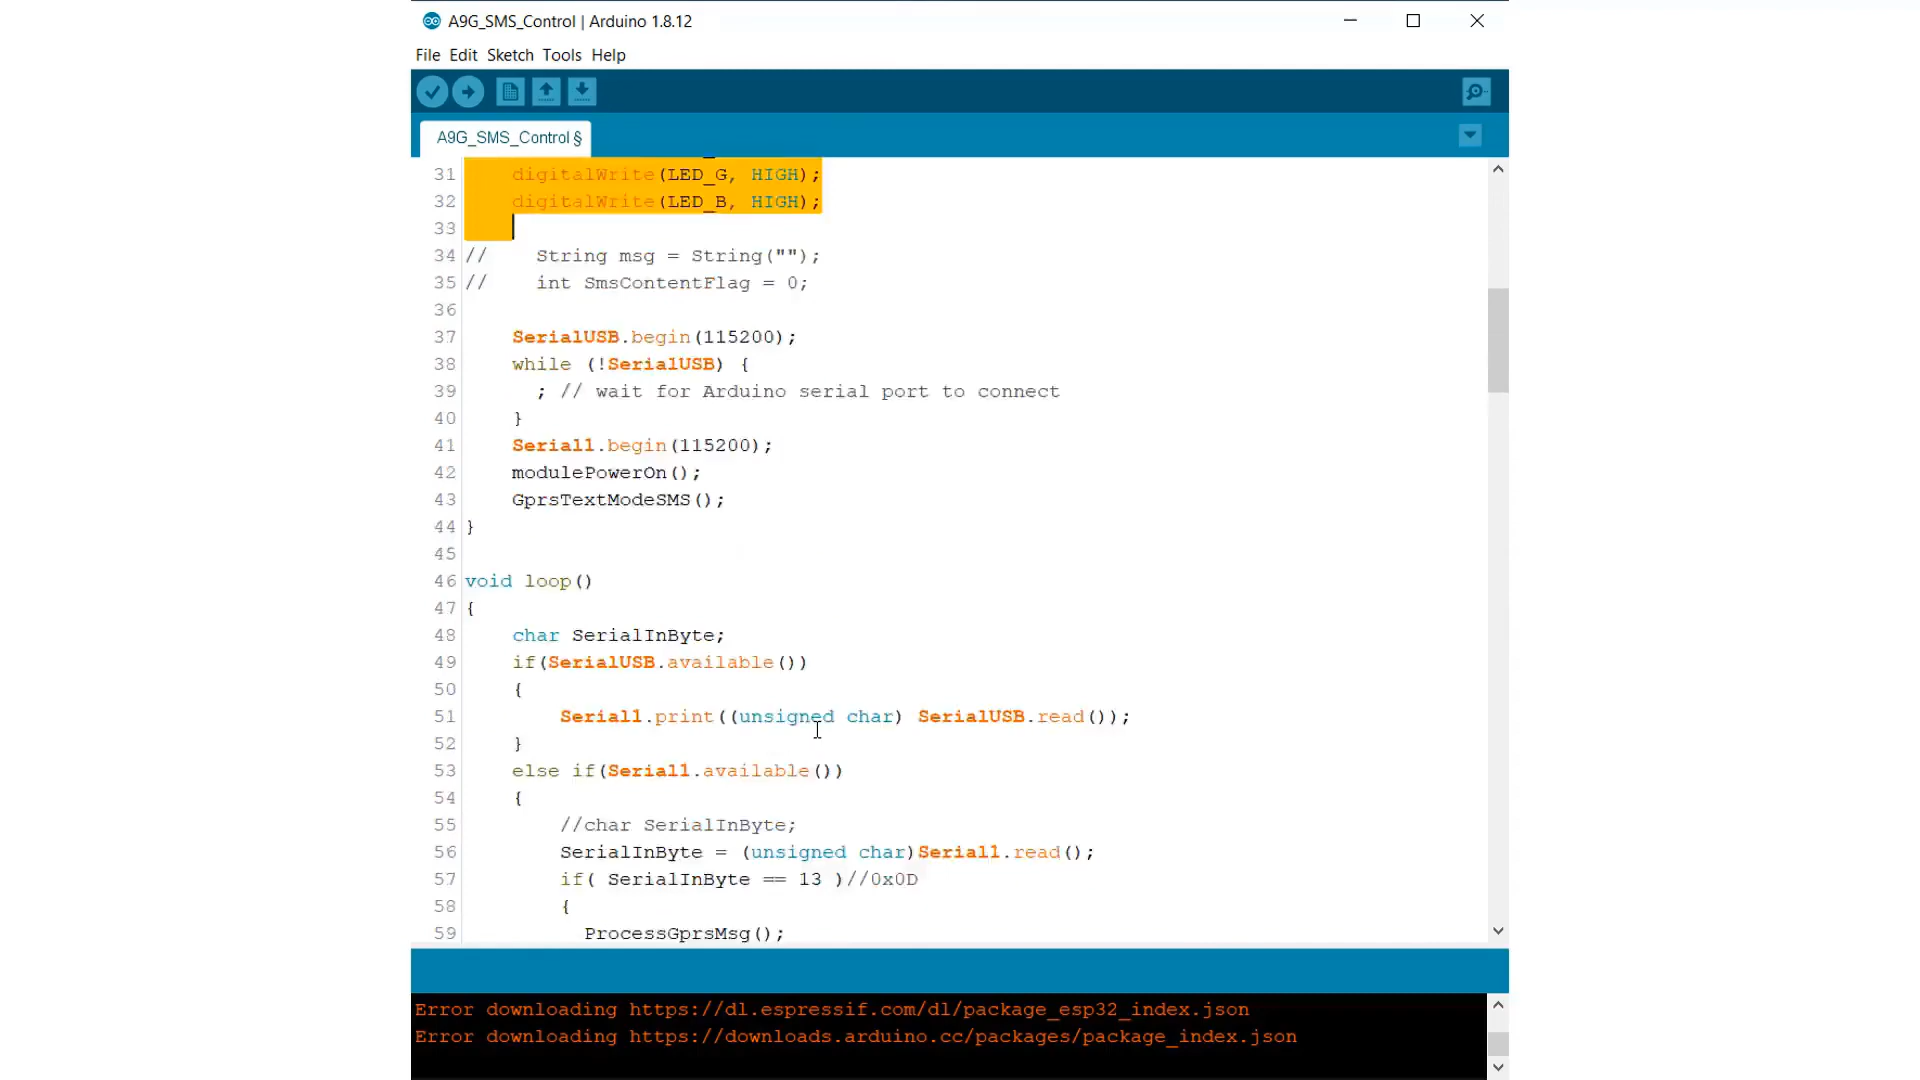 A9G_SMS_Control | Arduino 1.8.12
File Edit Sketch Tools Help
A9G_SMS_Control §
31 digitalWrite(LED_G, HIGH);
32 digitalWrite(LED_B, HIGH);
33
34 // String msg = String("");
35 // int SmsContentFlag = 0;
36
37 SerialUSB.begin(115200);
38 while (!SerialUSB) {
39 ; // wait for Arduino serial port to connect
40 }
41 Serial1.begin(115200);
42 modulePowerOn();
43 GprsTextModeSMS();
44 }
45
46 void loop()
47 {
48 char SerialInByte;
49 if(SerialUSB.available())
50 {
51 Serial1.print((unsigned char) SerialUSB.read());
52 }
53 else if(Serial1.available())
54 {
55 //char SerialInByte;
56 SerialInByte = (unsigned char)Serial1.read();
57 if( SerialInByte == 13 )//0x0D
58 {
59 ProcessGprsMsg();
Error downloading https://dl.espressif.com/dl/package_esp32_index.json
Error downloading https://downloads.arduino.cc/packages/package_index.json